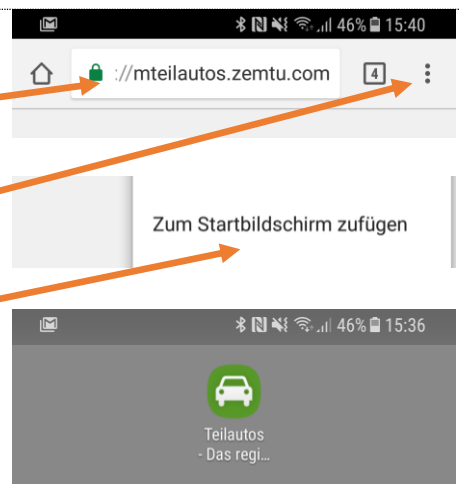 46% 15:40
://mteilautos.zemtu.com 4
Zum Startbildschirm zufügen
46% 15:36
Teilautos
- Das regi...